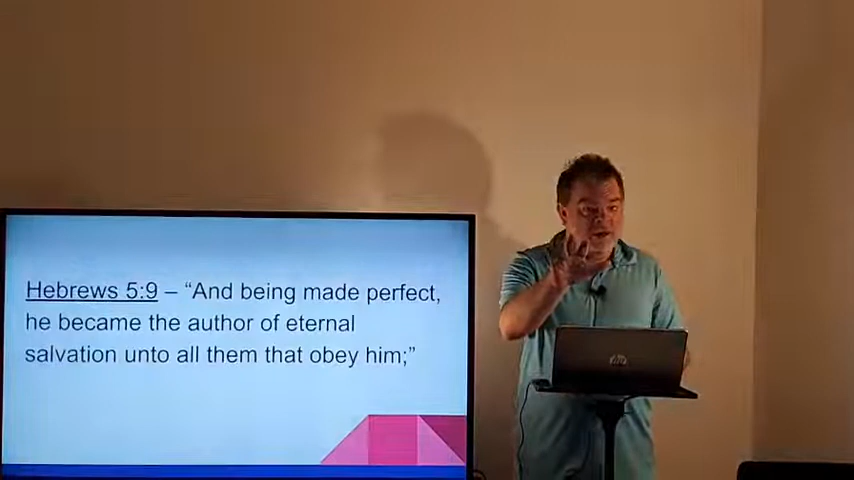 Hebrews 5:9 – “And being made perfect,
he became the author of eternal
salvation unto all them that obey him;”